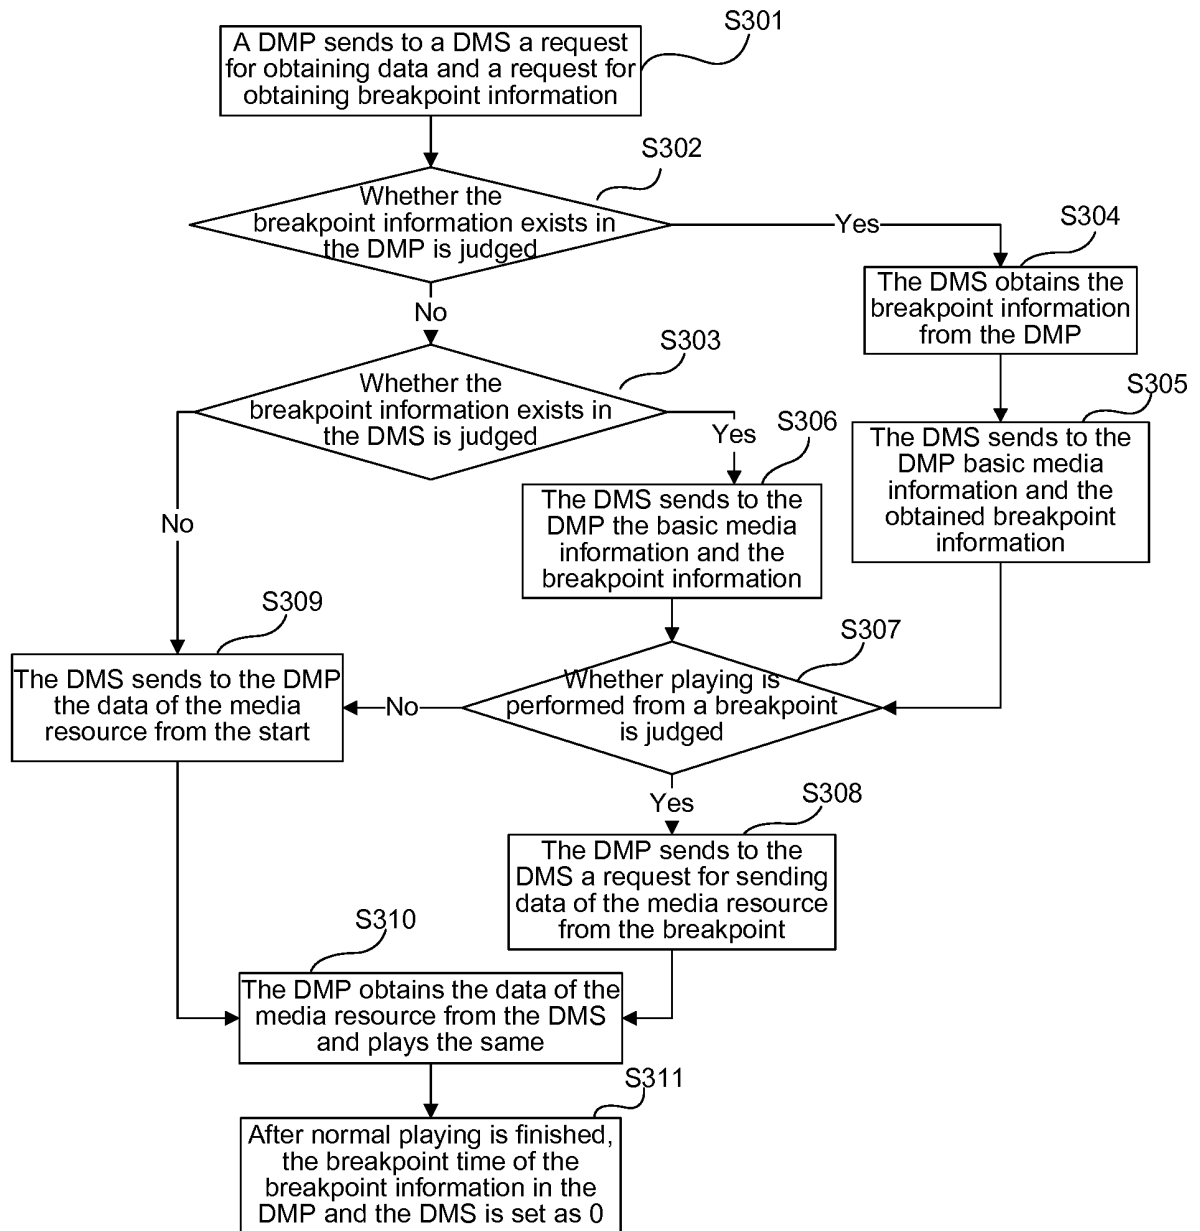 S301
A DMP sends to a DMS a request
for obtaining data and a request for
obtaining breakpoint information
S302
Whether the
breakpoint information exists in
the DMP is judged
Yes
S304
The DMS obtains the
breakpoint information
from the DMP
No
S303
Whether the
breakpoint information exists in
the DMS is judged
S305
The DMS sends to the
DMP basic media
information and the
obtained breakpoint
information
Yes
S306
The DMS sends to the
DMP the basic media
information and the
the breakpoint information
No
S309
The DMS sends to the DMP
the data of the media
resource from the start
S307
Whether playing is
performed from a breakpoint
is judged
No
Yes
S308
The DMP sends to the
DMS a request for sending
data of the media resource
from the breakpoint
S310
The DMP obtains the data of the
media resource from the DMS
and plays the same
S311
After normal playing is finished,
the breakpoint time of the
breakpoint information in the
DMP and the DMS is set as 0